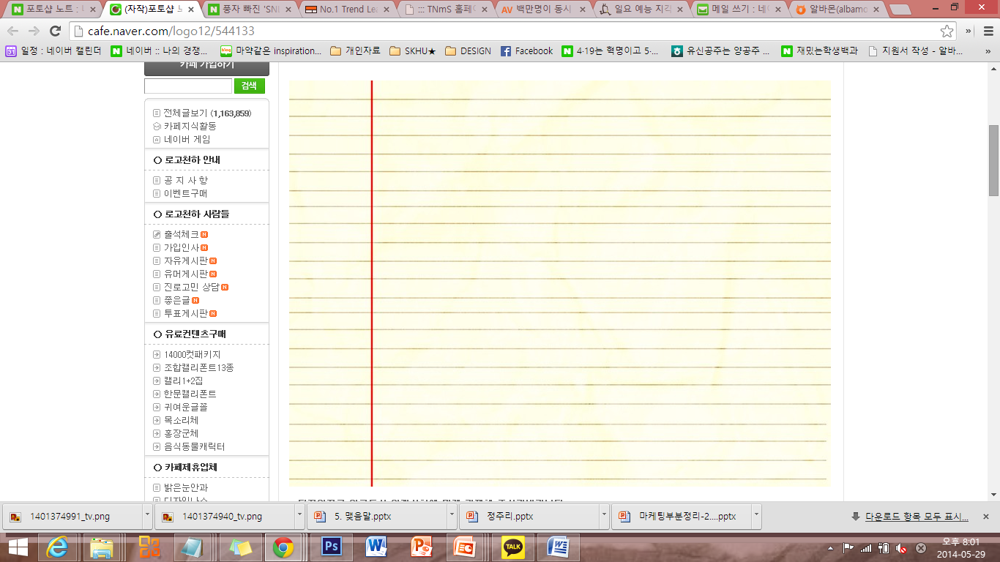 포토샵 노트 : 네
(자작)포토샵 노
풍자 빠진 'SNL
No.1 Trend Lea
::: TNmS 홈페이
AV 백만명이 동시
일요 예능 지각
메일 쓰기 : 네이
알바몬(albamo
cafe.naver.com/logo12/544133
일정 : 네이버 캘린더
네이버 :: 나의 경쟁...
마약같은 inspiration...
개인자료
SKHU★
DESIGN
Facebook
4·19는 혁명이고 5·...
유신공주는 양공주 ...
재밌는학생백과
지원서 작성 - 알바...
카페 가입하기
검색
전체글보기 (1,163,859)
카페지식활동
네이버 게임
로고천하 안내
공 지 사 항
이벤트구매
로고천하 사람들
출석체크
가입인사
자유게시판
유머게시판
진로고민 상담
좋은글
투표게시판
유료컨텐츠구매
14000컷패키지
조합캘리폰트13종
캘리1+2집
한문캘리폰트
귀여운글꼴
목소리체
홍장군체
음식동물캐릭터
카페제휴업체
밝은눈안과
디자인나스
1401374991_tv.png
1401374940_tv.png
5. 맺음말.pptx
정주리.pptx
마케팅부분정리-2....pptx
다운로드 항목 모두 표시...
Ps
TALK
오후 8:01
2014-05-29